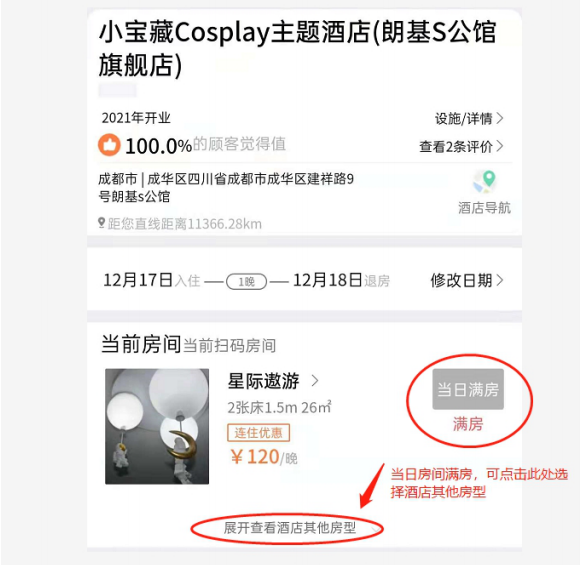 小宝藏Cosplay主题酒店(朗基S公馆
旗舰店)
2021年开业
设施/详情>
100.0%的顾客觉得值
查看2条评价>
成都市 | 成华区四川省成都市成华区建祥路9
号朗基s公馆
酒店导航
距您直线距离11366.28km
12月17日入住 — 1晚 — 12月18日退房
修改日期>
当前房间当前扫码房间
星际遨游 >
当日满房
2张床1.5m 26㎡
满房
连住优惠
￥120/晚
当日房间满房，可点击此处选
择酒店其他房型
展开查看酒店其他房型